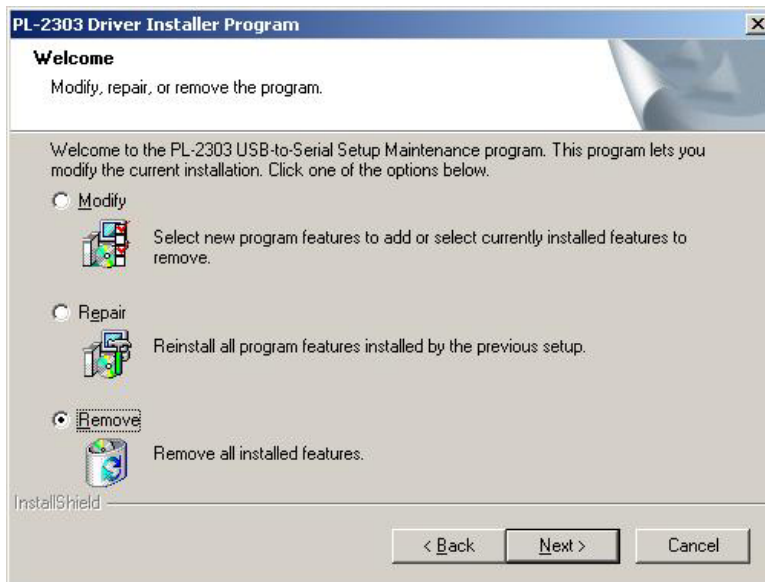 PL-2303 Driver Installer Program
Welcome
Modify, repair, or remove the program.
Welcome to the PL-2303 USB-to-Serial Setup Maintenance program. This program lets you
modify the current installation. Click one of the options below.
Modify
Select new program features to add or select currently installed features to
remove.
Repair
Reinstall all program features installed by the previous setup.
Remove
Remove all installed features.
InstallShield
< Back Next > Cancel